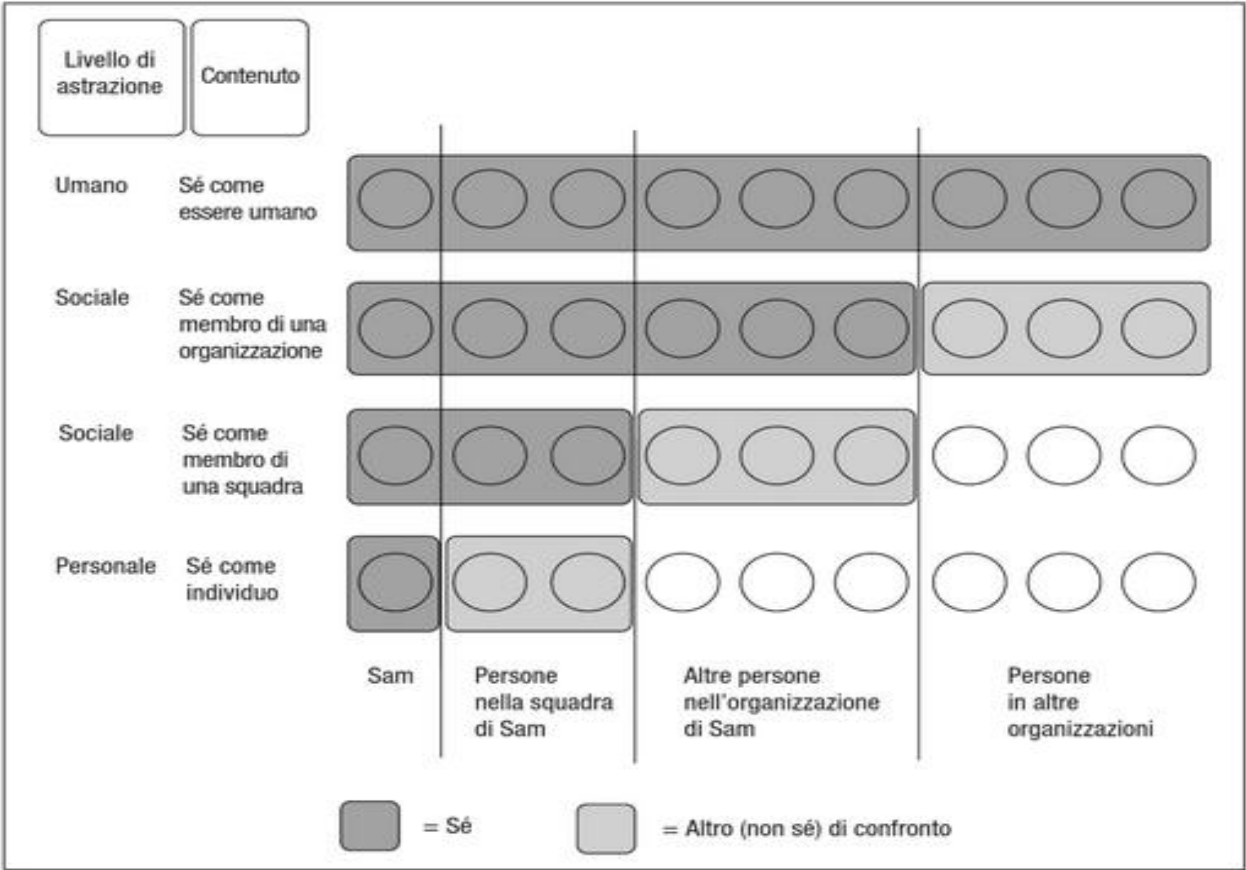 Livello di
astrazione
Contenuto
Umano
Sé come
essere umano
Sociale
Sé come
membro di una
organizzazione
Sociale
Sé come
membro di
una squadra
Personale
Sé come
individuo
Sam
Persone
nella squadra
di Sam
Altre persone
nell'organizzazione
di Sam
Persone
in altre
organizzazioni
= Sé
= Altro (non sé) di confronto